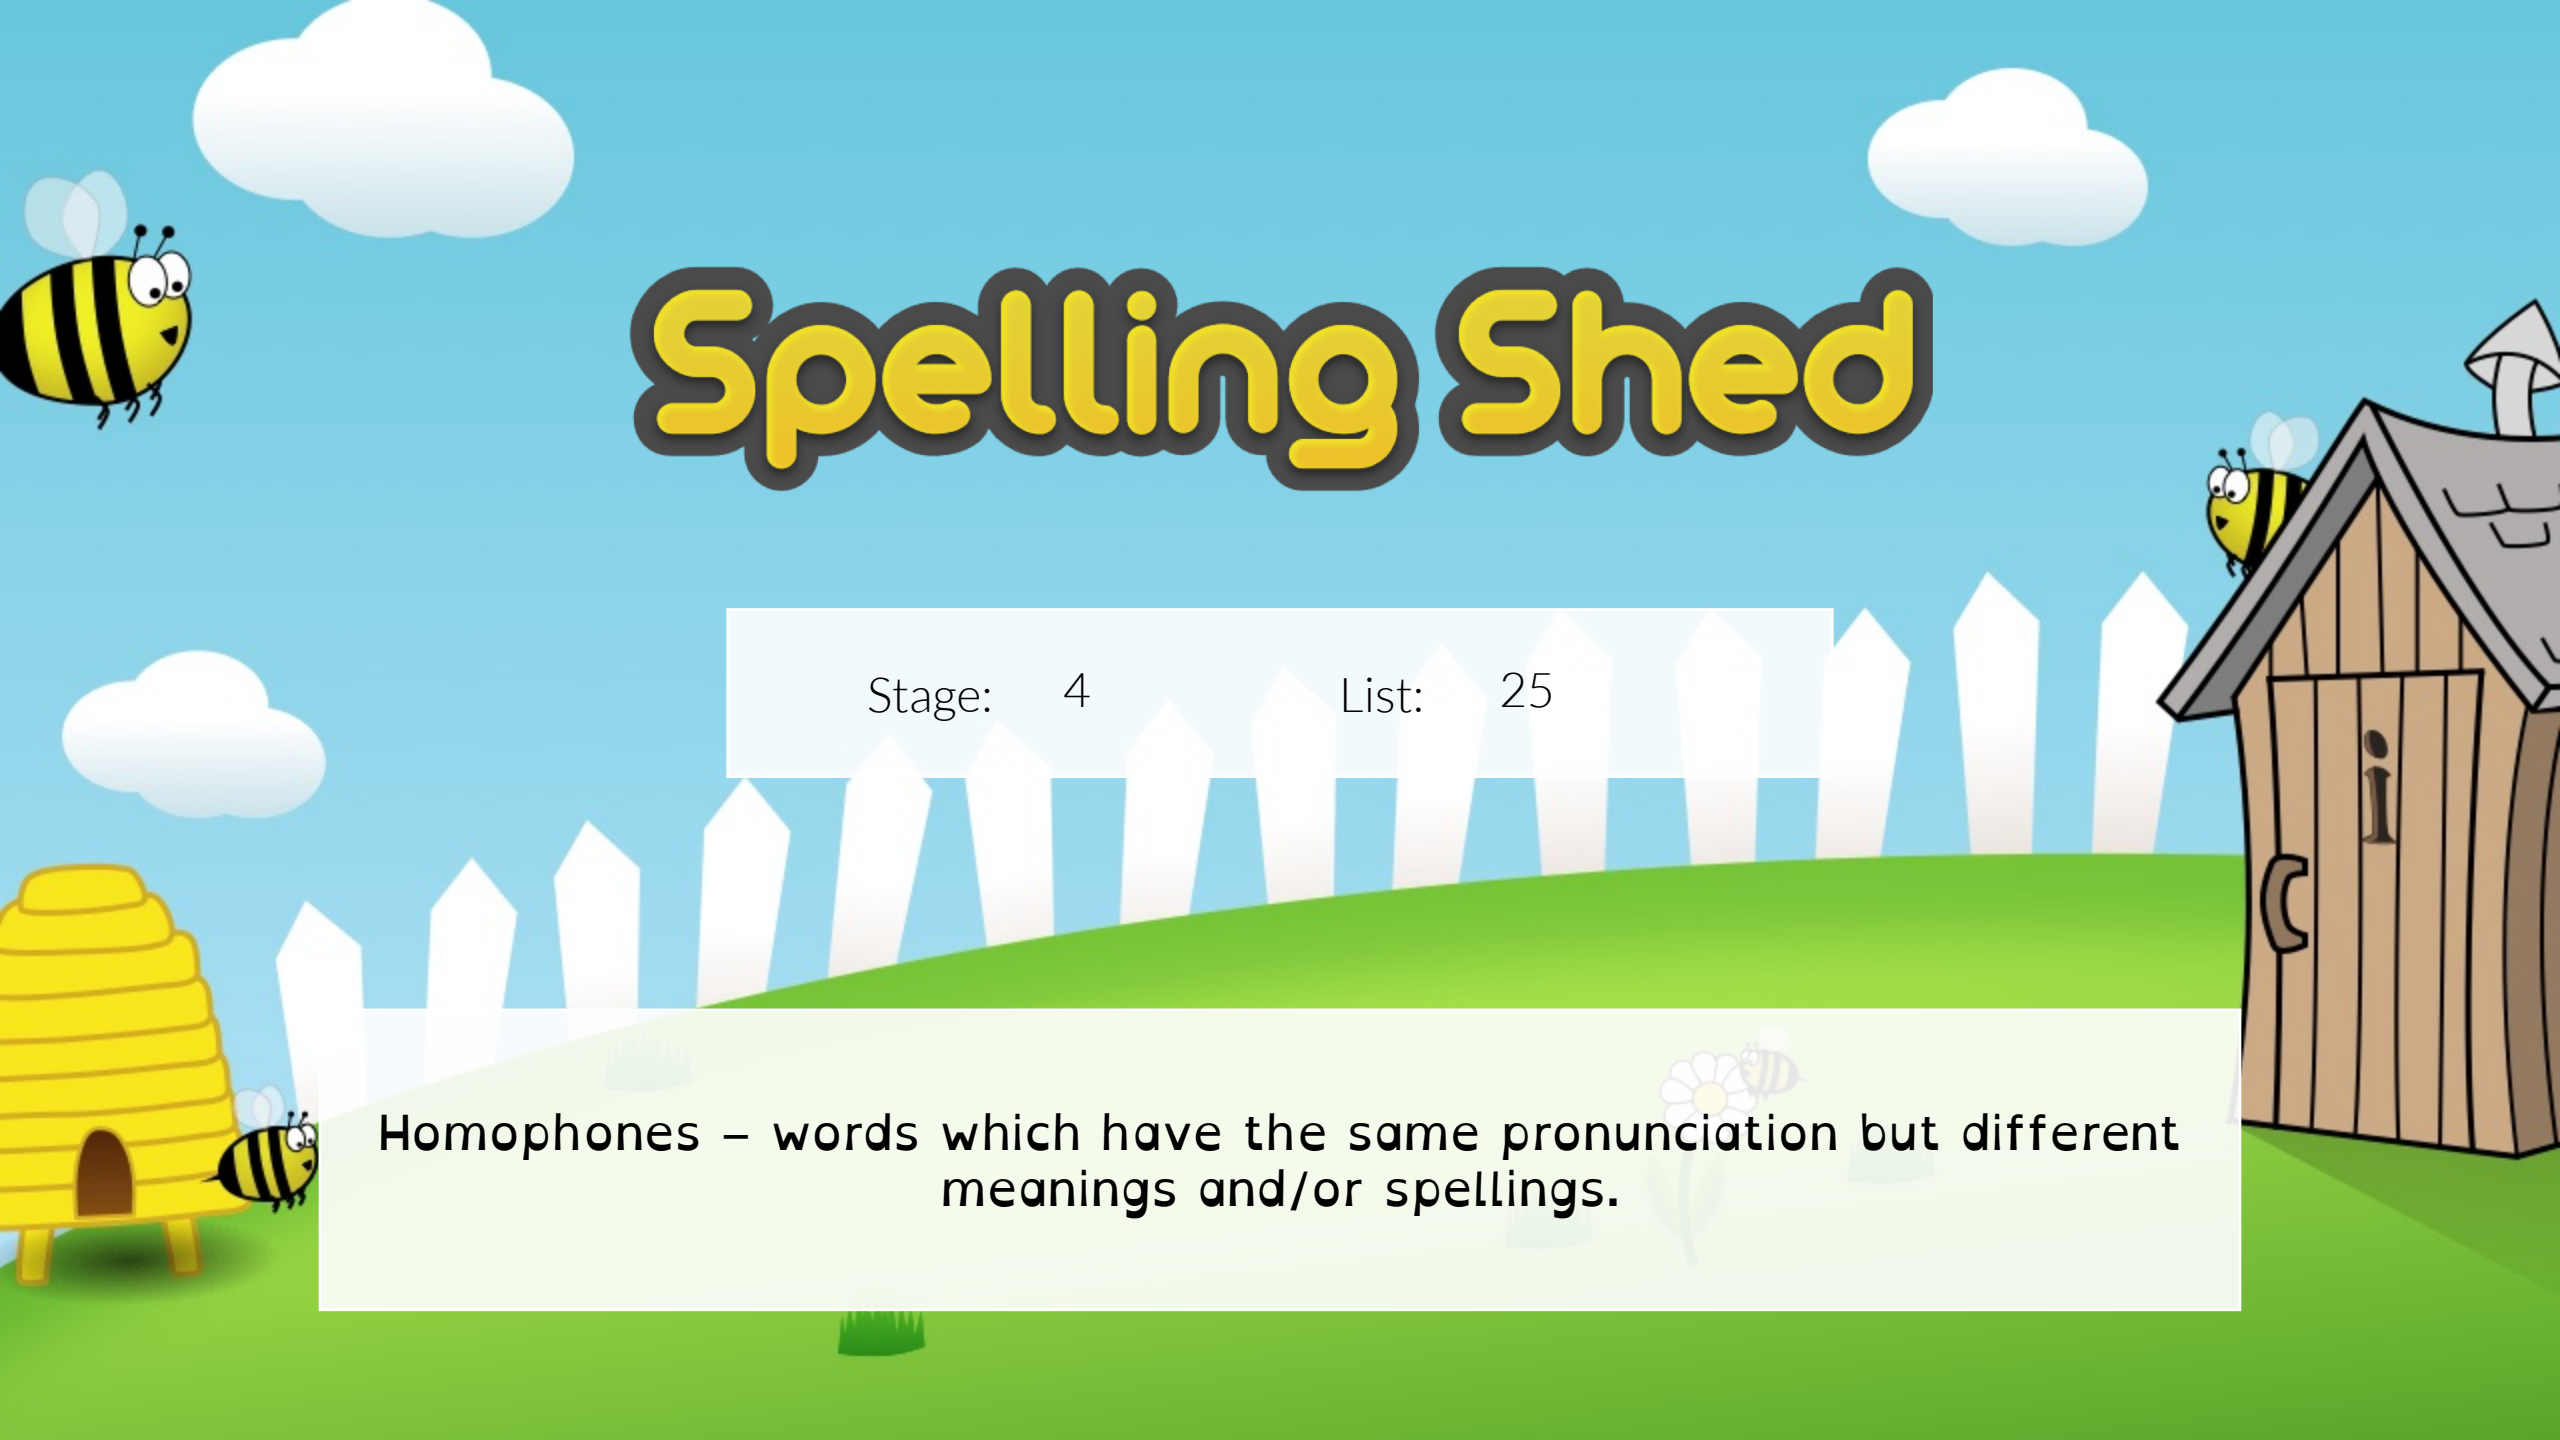 Spelling Shed
Stage: 4 List: 25
i
Homophones – words which have the same pronunciation but different
meanings and/or spellings.